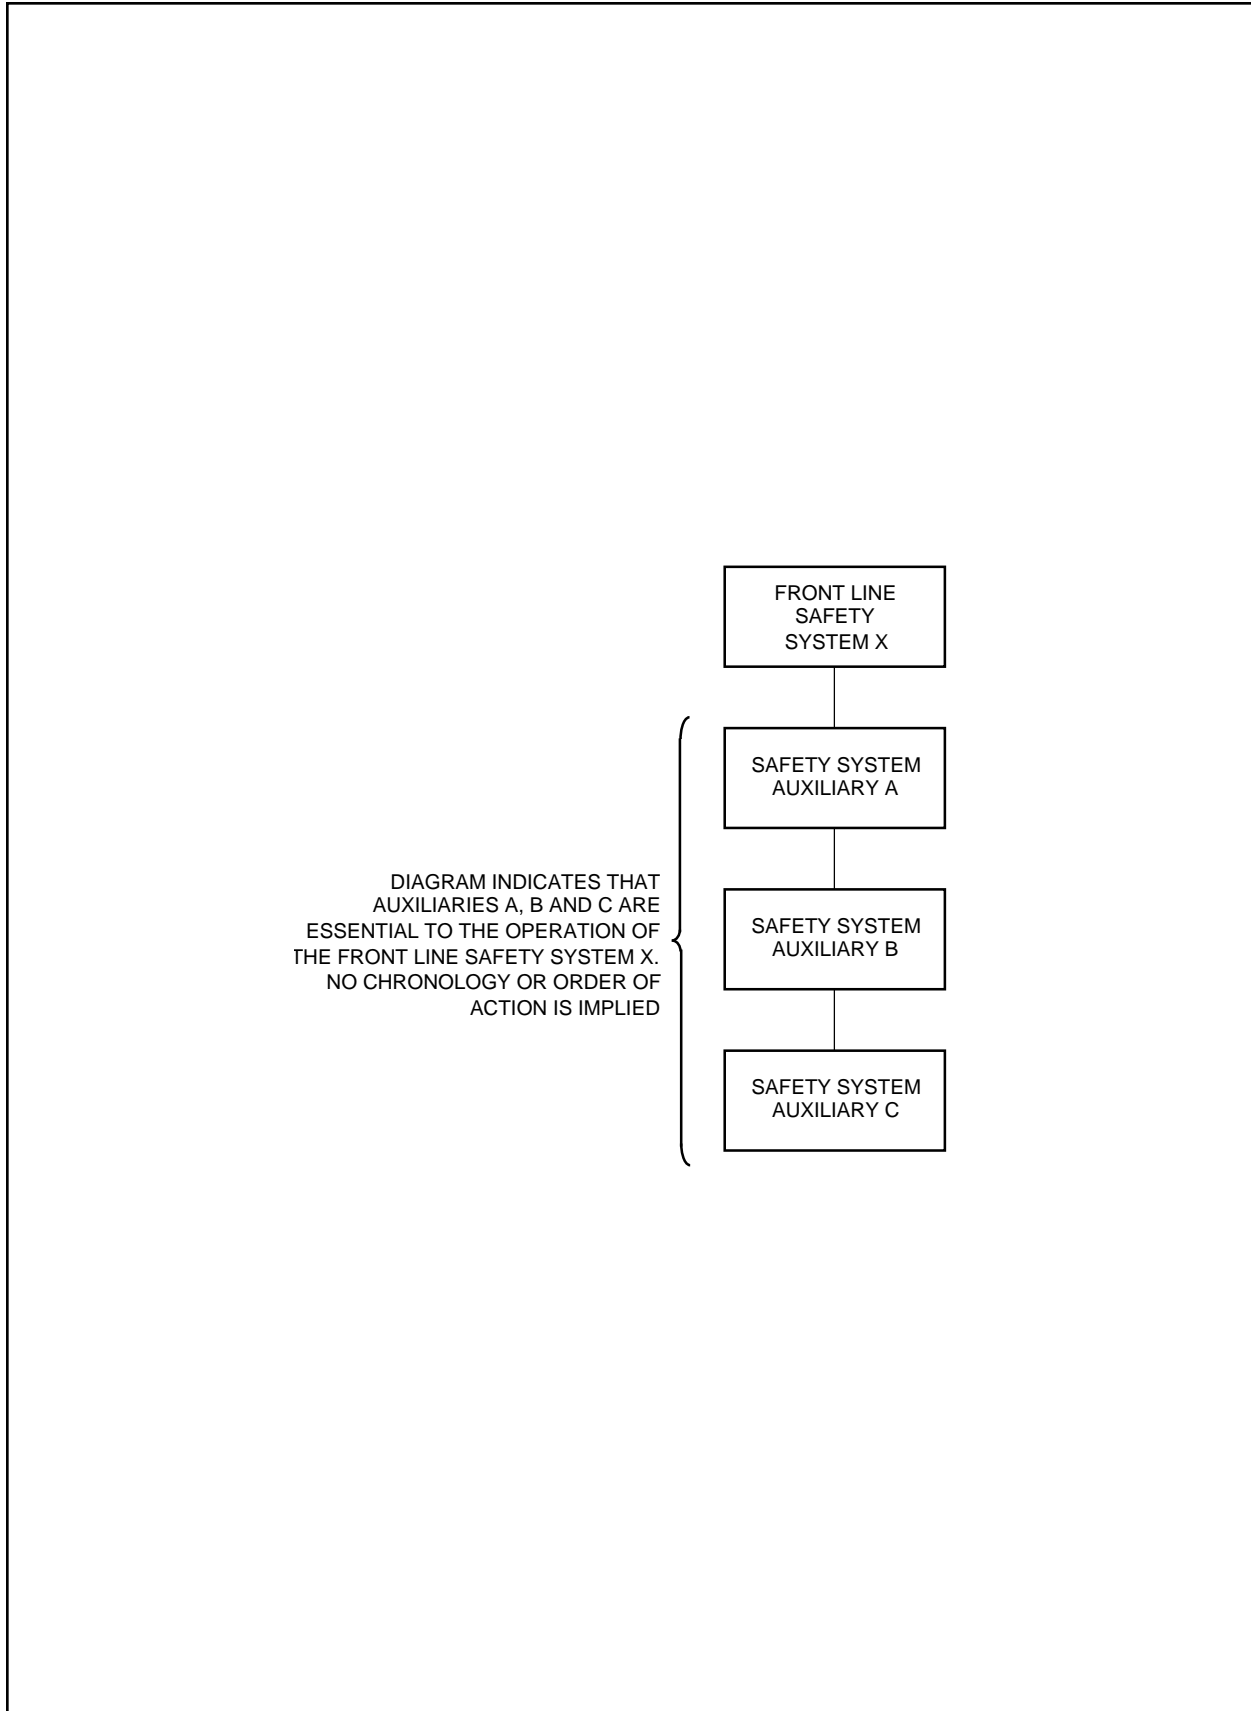 FRONT LINE
SAFETY
SYSTEM X
SAFETY SYSTEM
AUXILIARY A
DIAGRAM INDICATES THAT
AUXILIARIES A, B AND C ARE
ESSENTIAL TO THE OPERATION OF
THE FRONT LINE SAFETY SYSTEM X.
NO CHRONOLOGY OR ORDER OF
ACTION IS IMPLIED
SAFETY SYSTEM
AUXILIARY B
SAFETY SYSTEM
AUXILIARY C